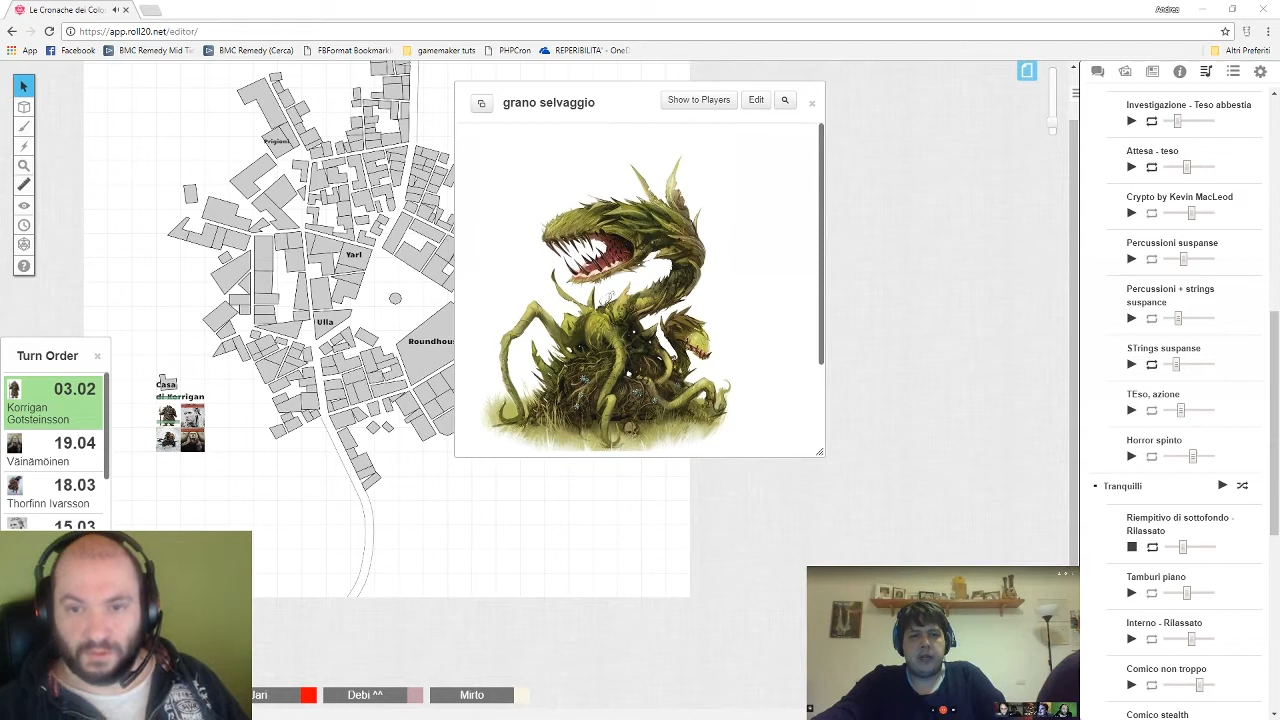 Le Cronache dei Colo
Andrea
https://app.roll20.net/editor/
App
Facebook
BMC Remedy Mid Ti
BMC Remedy (Cerca)
FBFormat Bookmark
gamemaker tuts
PHPCron
REPERIBILITA' - OneD
Altri Preferiti
grano selvaggio
Show to Players
Edit
Prigioni
Yarl
Ulla
Roundhous
Casa
di Korrigan
Turn Order
03.02
Korrigan
Gotsteinsson
19.04
Väinämöinen
18.03
Thorfinn Ivarsson
15.03
Jari
Debi ^^
Mirto
Investigazione - Teso abbestia
Attesa - teso
Crypto by Kevin MacLeod
Percussioni suspanse
Percussioni + strings
suspance
STrings suspanse
TEso, azione
Horror spinto
Tranquilli
Riempitivo di sottofondo -
Rilassato
Tamburi piano
Interno - Rilassato
Comico non troppo
Comico stealth